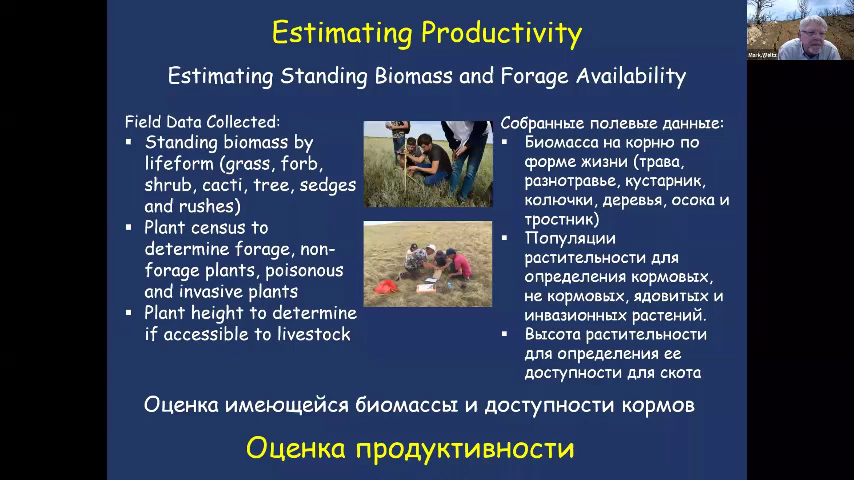 Estimating Productivity
Estimating Standing Biomass and Forage Availability
Field Data Collected:
▪ Standing biomass by
lifeform (grass, forb,
shrub, cacti, tree, sedges
and rushes)
▪ Plant census to
determine forage, non-
forage plants, poisonous
and invasive plants
▪ Plant height to determine
if accessible to livestock
Собранные полевые данные:
▪ Биомасса на корню по
форме жизни (трава,
разнотравье, кустарник,
колючки, деревья, осока и
тростник)
▪ Популяции
растительности для
определения кормовых,
не кормовых, ядовитых и
инвазионных растений.
▪ Высота растительности
для определения ее
доступности для скота
Оценка имеющейся биомассы и доступности кормов
Оценка продуктивности
Mark.Weltz